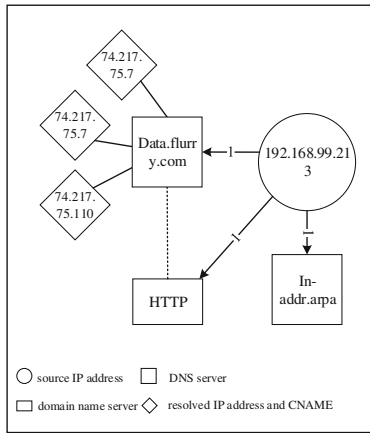 74.217.
75.7
74.217.
75.7
Data.flur
ry.com
1
192.168.99.21
3
74.217.
75.110
1
1
HTTP
In-
addr.arpa
source IP address
DNS server
domain name server
resolved IP address and CNAME